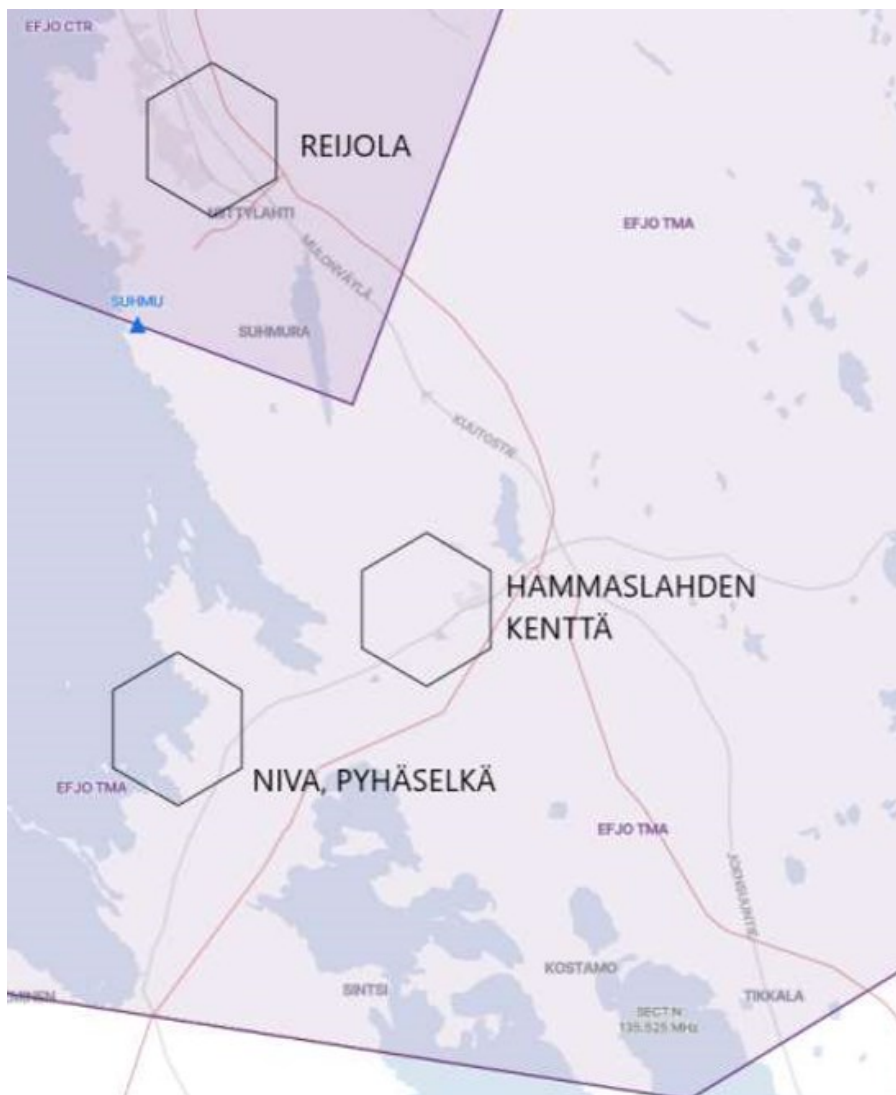 EFJO CTR
REIJOLA
EFJO TMA
MULONVÄYLÄ
SUHMU
SUHMURA
HAMMASLAHDEN
KENTTÄ
NIVA, PYHÄSELKÄ
EFJO TMA
EFJO TMA
KOSTAMO
SINTSI
TIKKALA
SECT N
135.525 MHz